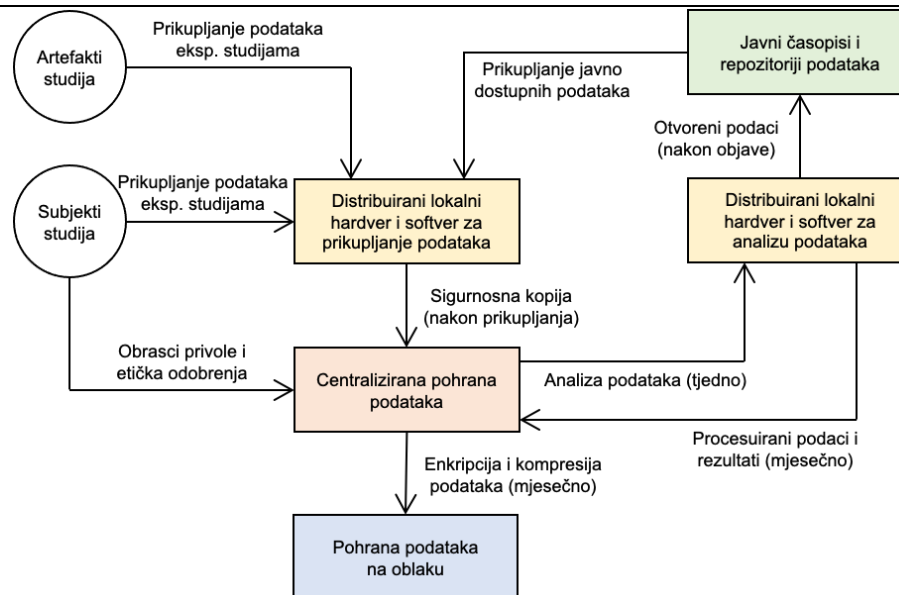 Artefakti
studija
Prikupljanje podataka
eksp. studijama
Prikupljanje javno
dostupnih podataka
Javni časopisi i
repozitoriji podataka
Otvoreni podaci
(nakon objave)
Subjekti
studija
Prikupljanje podataka
eksp. studijama
Distribuirani lokalni
hardver i softver za
prikupljanje podataka
Distribuirani lokalni
hardver i softver za
analizu podataka
Sigurnosna kopija
(nakon prikupljanja)
Obrasci privole i
etička odobrenja
Centralizirana pohrana
podataka
Analiza podataka (tjedno)
Procesuirani podaci i
rezultati (mjesečno)
Enkripcija i kompresija
podataka (mjesečno)
Pohrana podataka
na oblaku